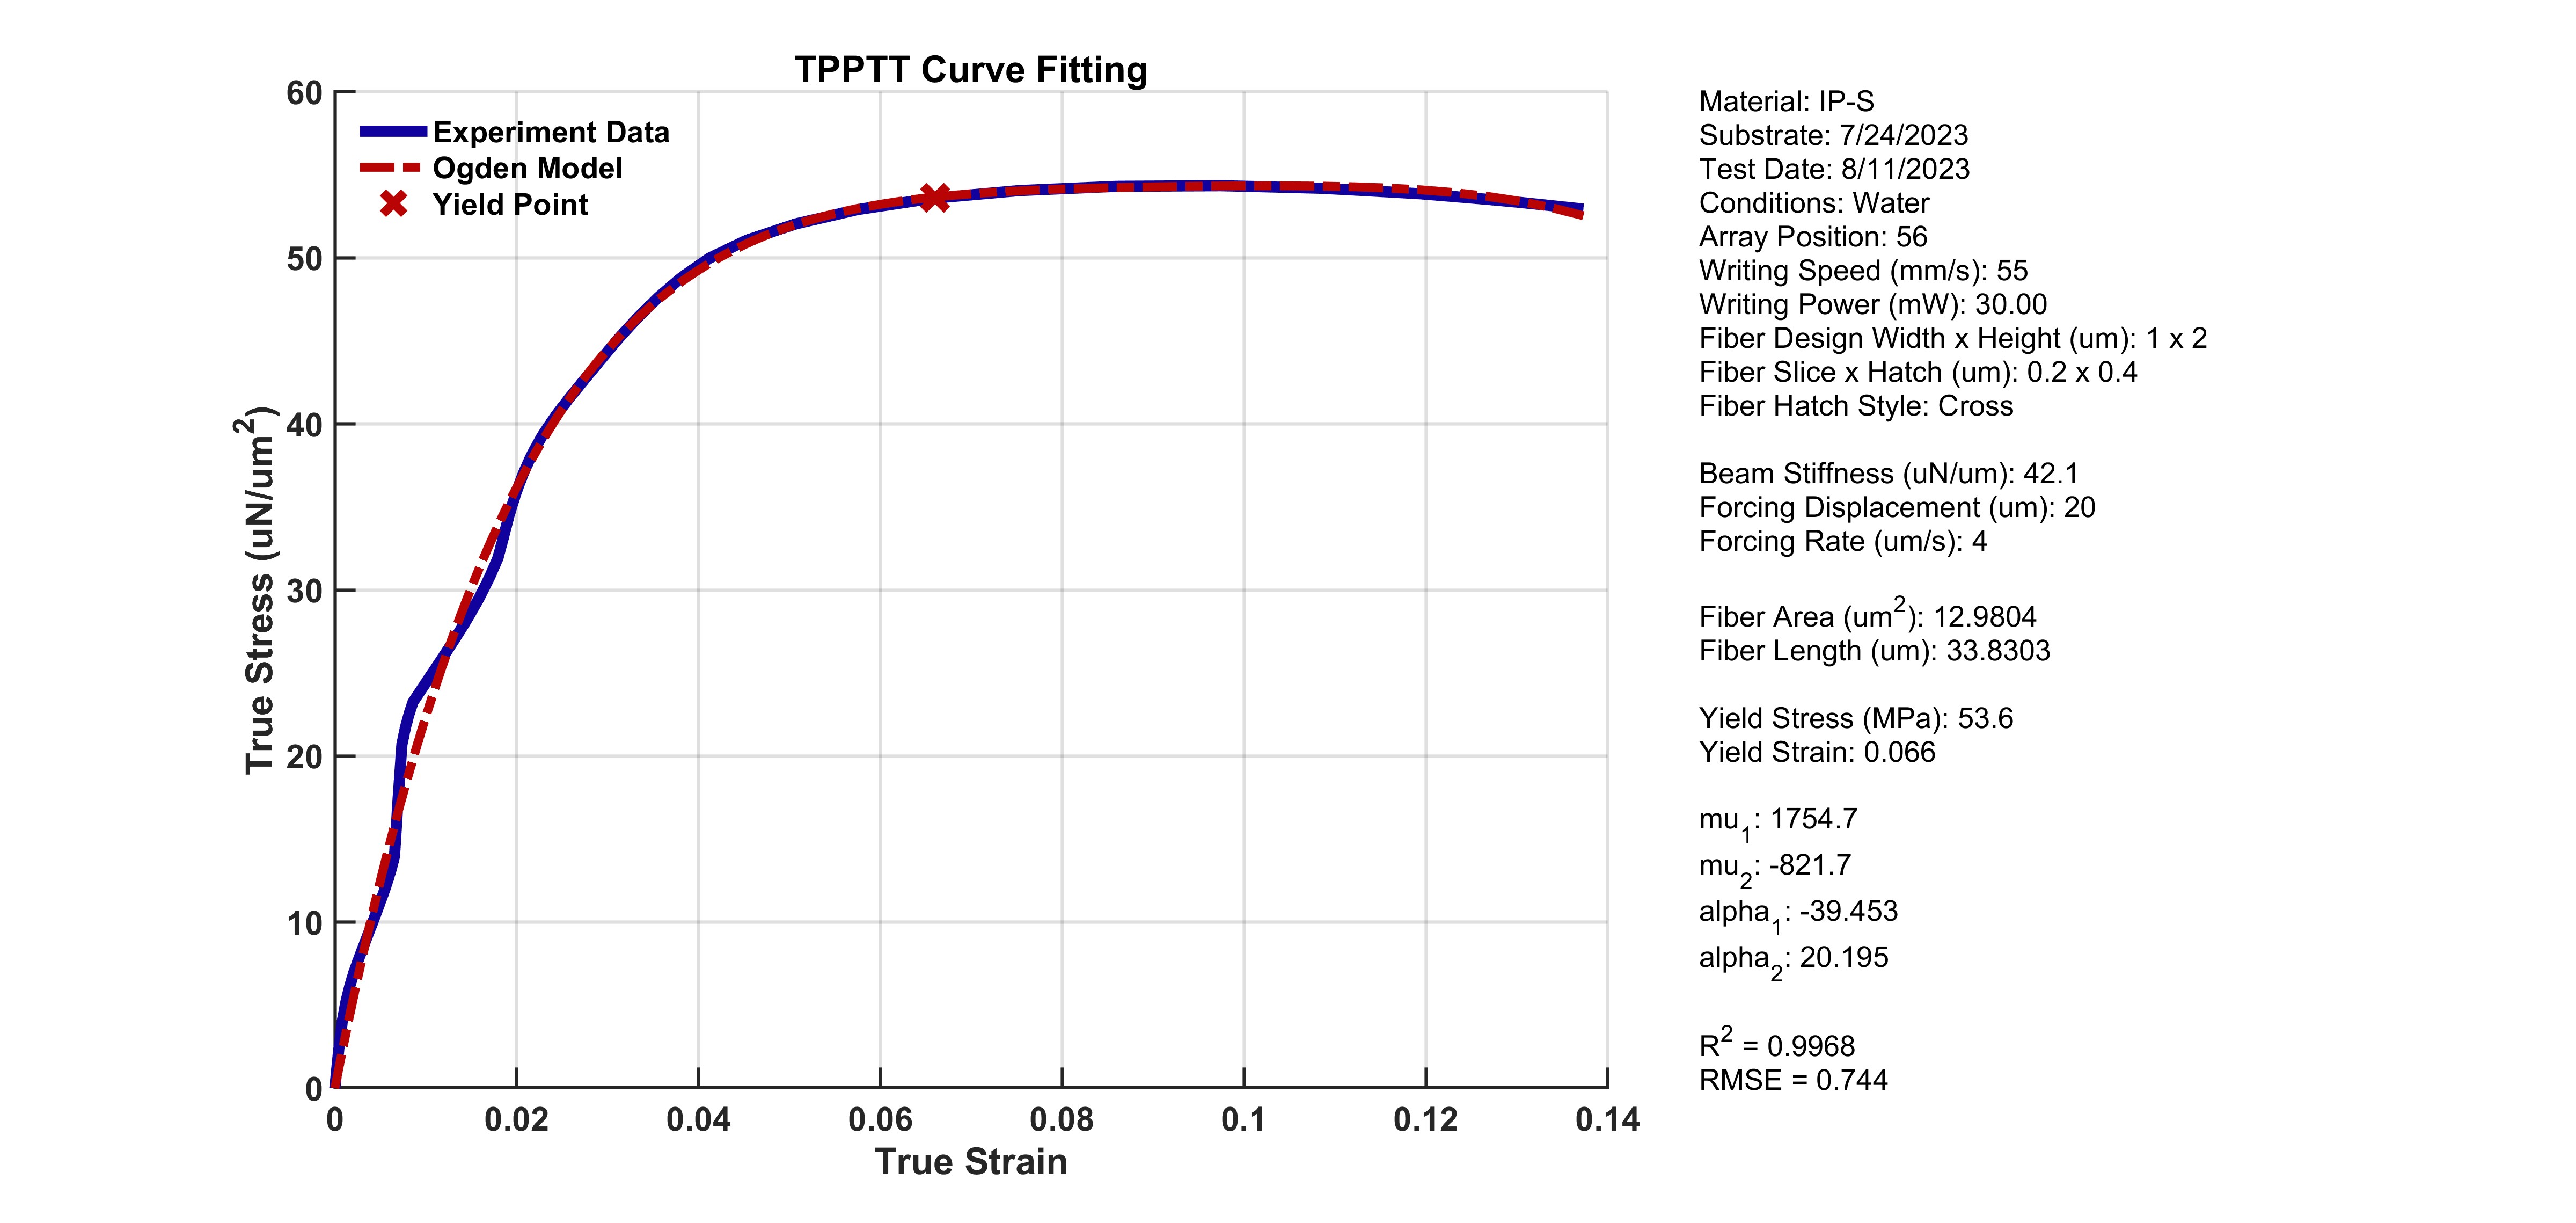 TPPTT Curve Fitting
Experiment Data
Ogden Model
Yield Point
True Stress (uN/um²)
60
50
40
30
20
10
0
0 0.02 0.04 0.06 0.08 0.1 0.12 0.14
True Strain
Material: IP-S
Substrate: 7/24/2023
Test Date: 8/11/2023
Conditions: Water
Array Position: 56
Writing Speed (mm/s): 55
Writing Power (mW): 30.00
Fiber Design Width x Height (um): 1 x 2
Fiber Slice x Hatch (um): 0.2 x 0.4
Fiber Hatch Style: Cross
Beam Stiffness (uN/um): 42.1
Forcing Displacement (um): 20
Forcing Rate (um/s): 4
Fiber Area (um²): 12.9804
Fiber Length (um): 33.8303
Yield Stress (MPa): 53.6
Yield Strain: 0.066
mu₁: 1754.7
mu₂: -821.7
alpha₁: -39.453
alpha₂: 20.195
R² = 0.9968
RMSE = 0.744